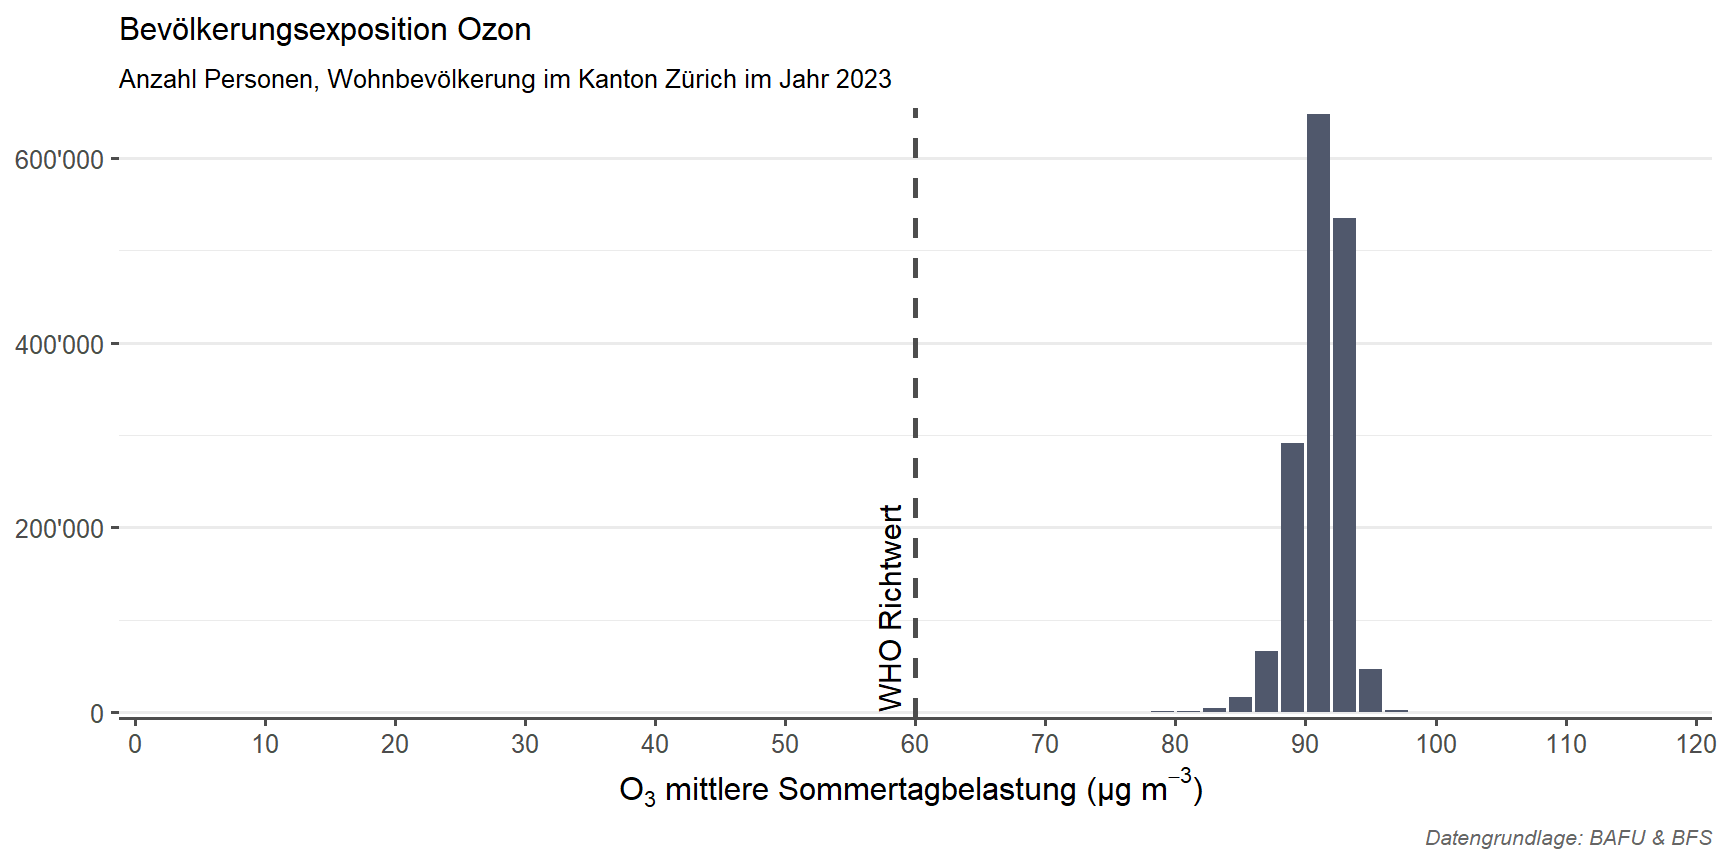 Bevölkerungsexposition Ozon
Anzahl Personen, Wohnbevölkerung im Kanton Zürich im Jahr 2023
600'000
400'000
200'000
0
WHO Richtwert
0 10 20 30 40 50 60 70 80 90 100 110 120
O₃ mittlere Sommertagbelastung (µg m⁻³)
Datengrundlage: BAFU & BFS